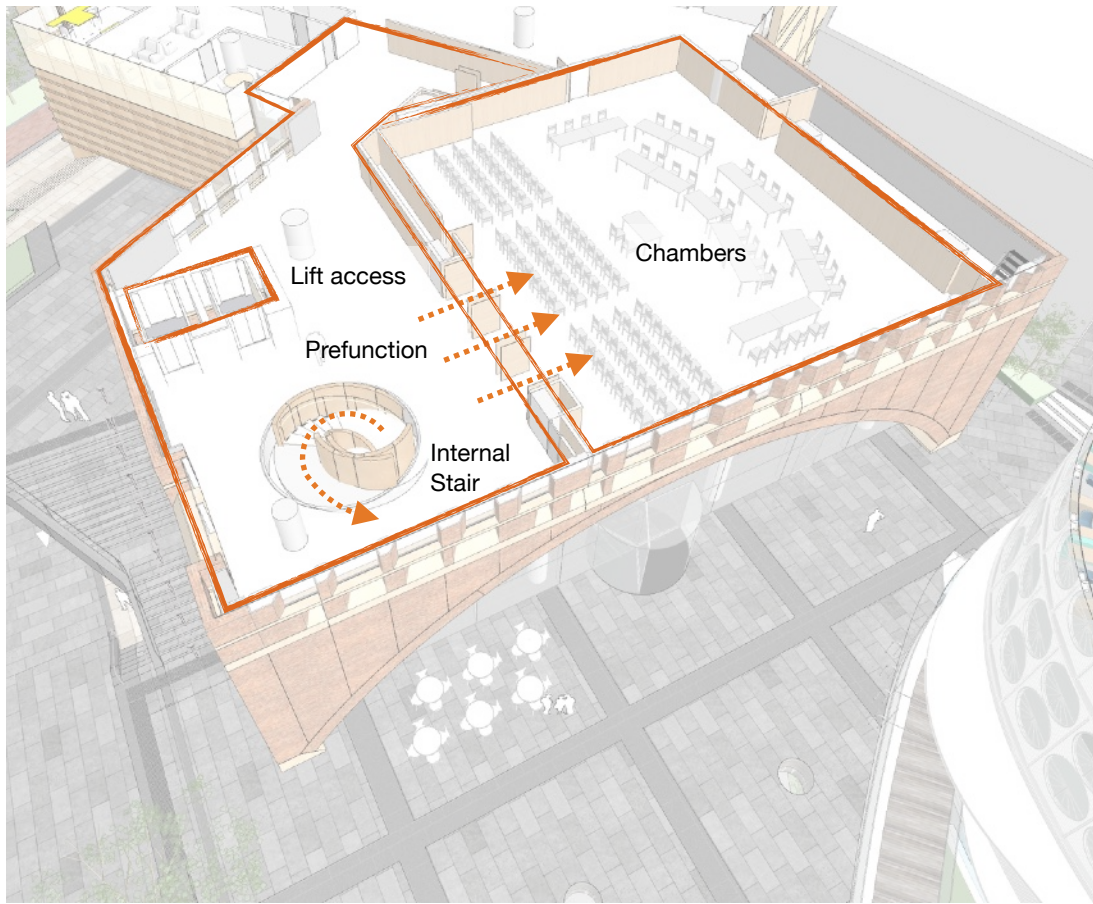 Lift access
Chambers
Prefunction
Internal
Stair